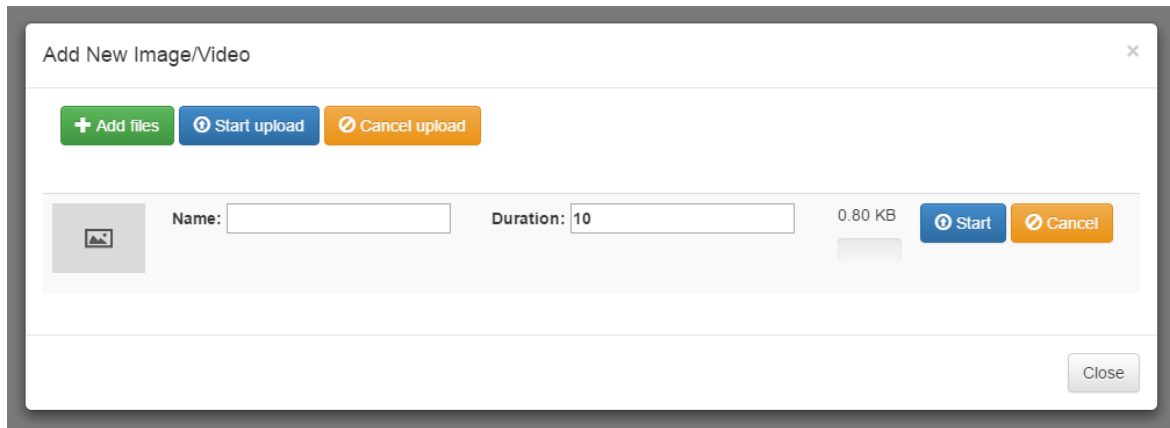 Add New Image/Video ×
Add files Start upload Cancel upload
Name: Duration: 10 0.80 KB Start Cancel
Close